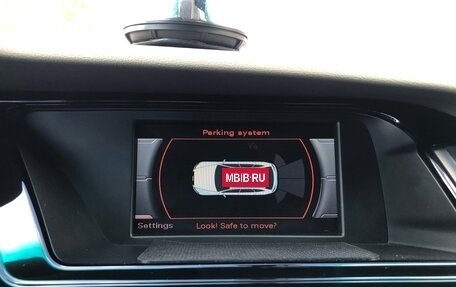 Parking system
MBIB.RU
Settings
Look! Safe to move?